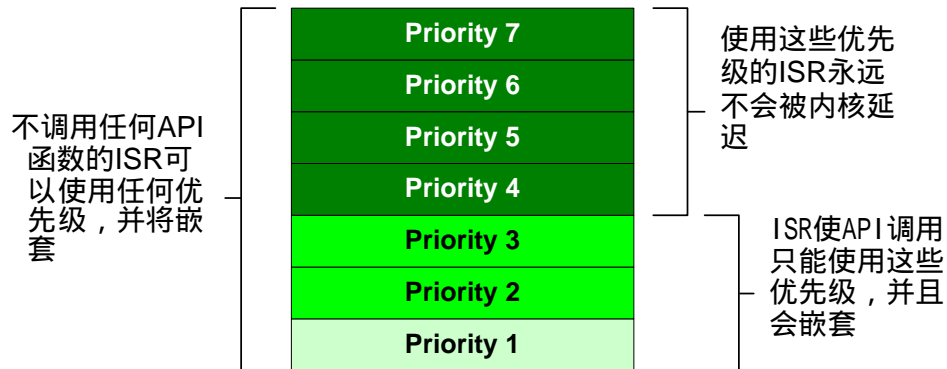 不调用任何API
函数的ISR可
以使用任何优
先级，并将嵌
套
Priority 7
Priority 6
Priority 5
Priority 4
Priority 3
Priority 2
Priority 1
使用这些优先
级的ISR永远
不会被内核延
迟
ISR使API调用
只能使用这些
优先级，并且
会嵌套